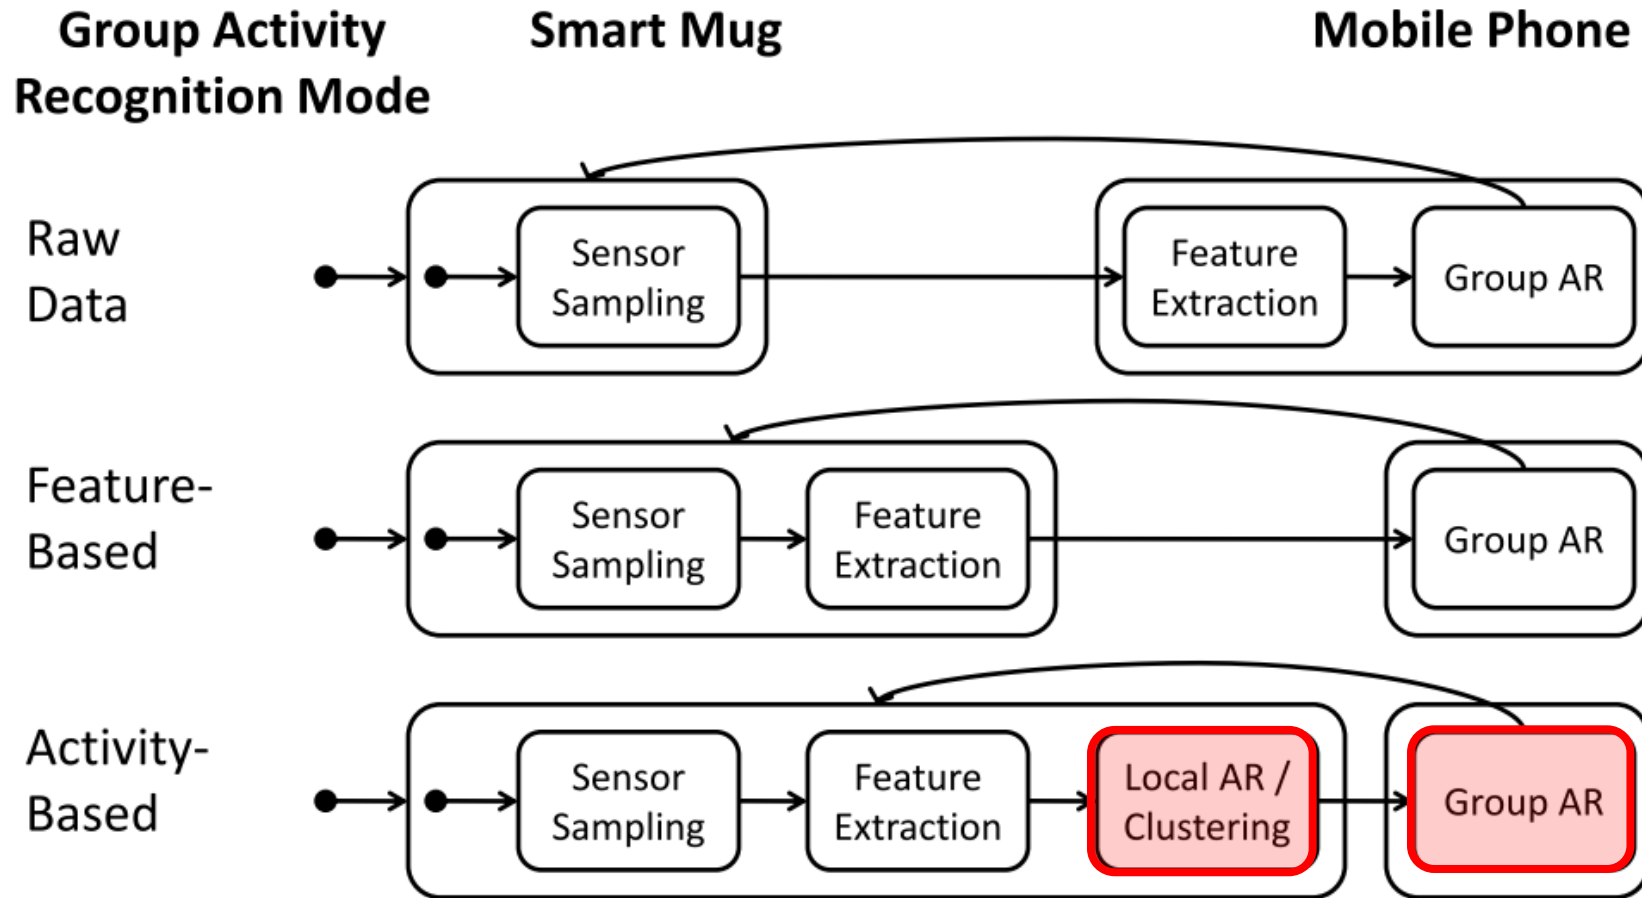 Group Activity
Recognition Mode
Smart Mug
Mobile Phone
Raw
Data
Sensor
Sampling
Feature
Extraction
Group AR
Feature-
Based
Sensor
Sampling
Feature
Extraction
Group AR
Activity-
Based
Sensor
Sampling
Feature
Extraction
Local AR /
Clustering
Group AR